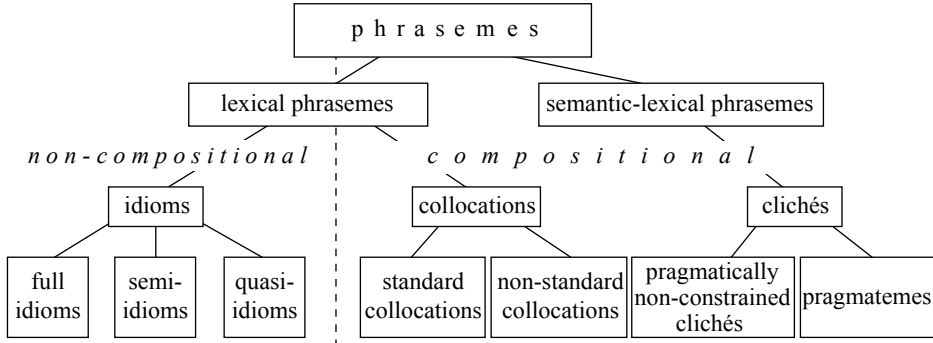 phrasemes
lexical phrasemes
semantic-lexical phrasemes
non-compositional
compositional
idioms
collocations
clichés
full
idioms
semi-
idioms
quasi-
idioms
standard
collocations
non-standard
collocations
pragmatically
non-constrained
clichés
pragmatemes